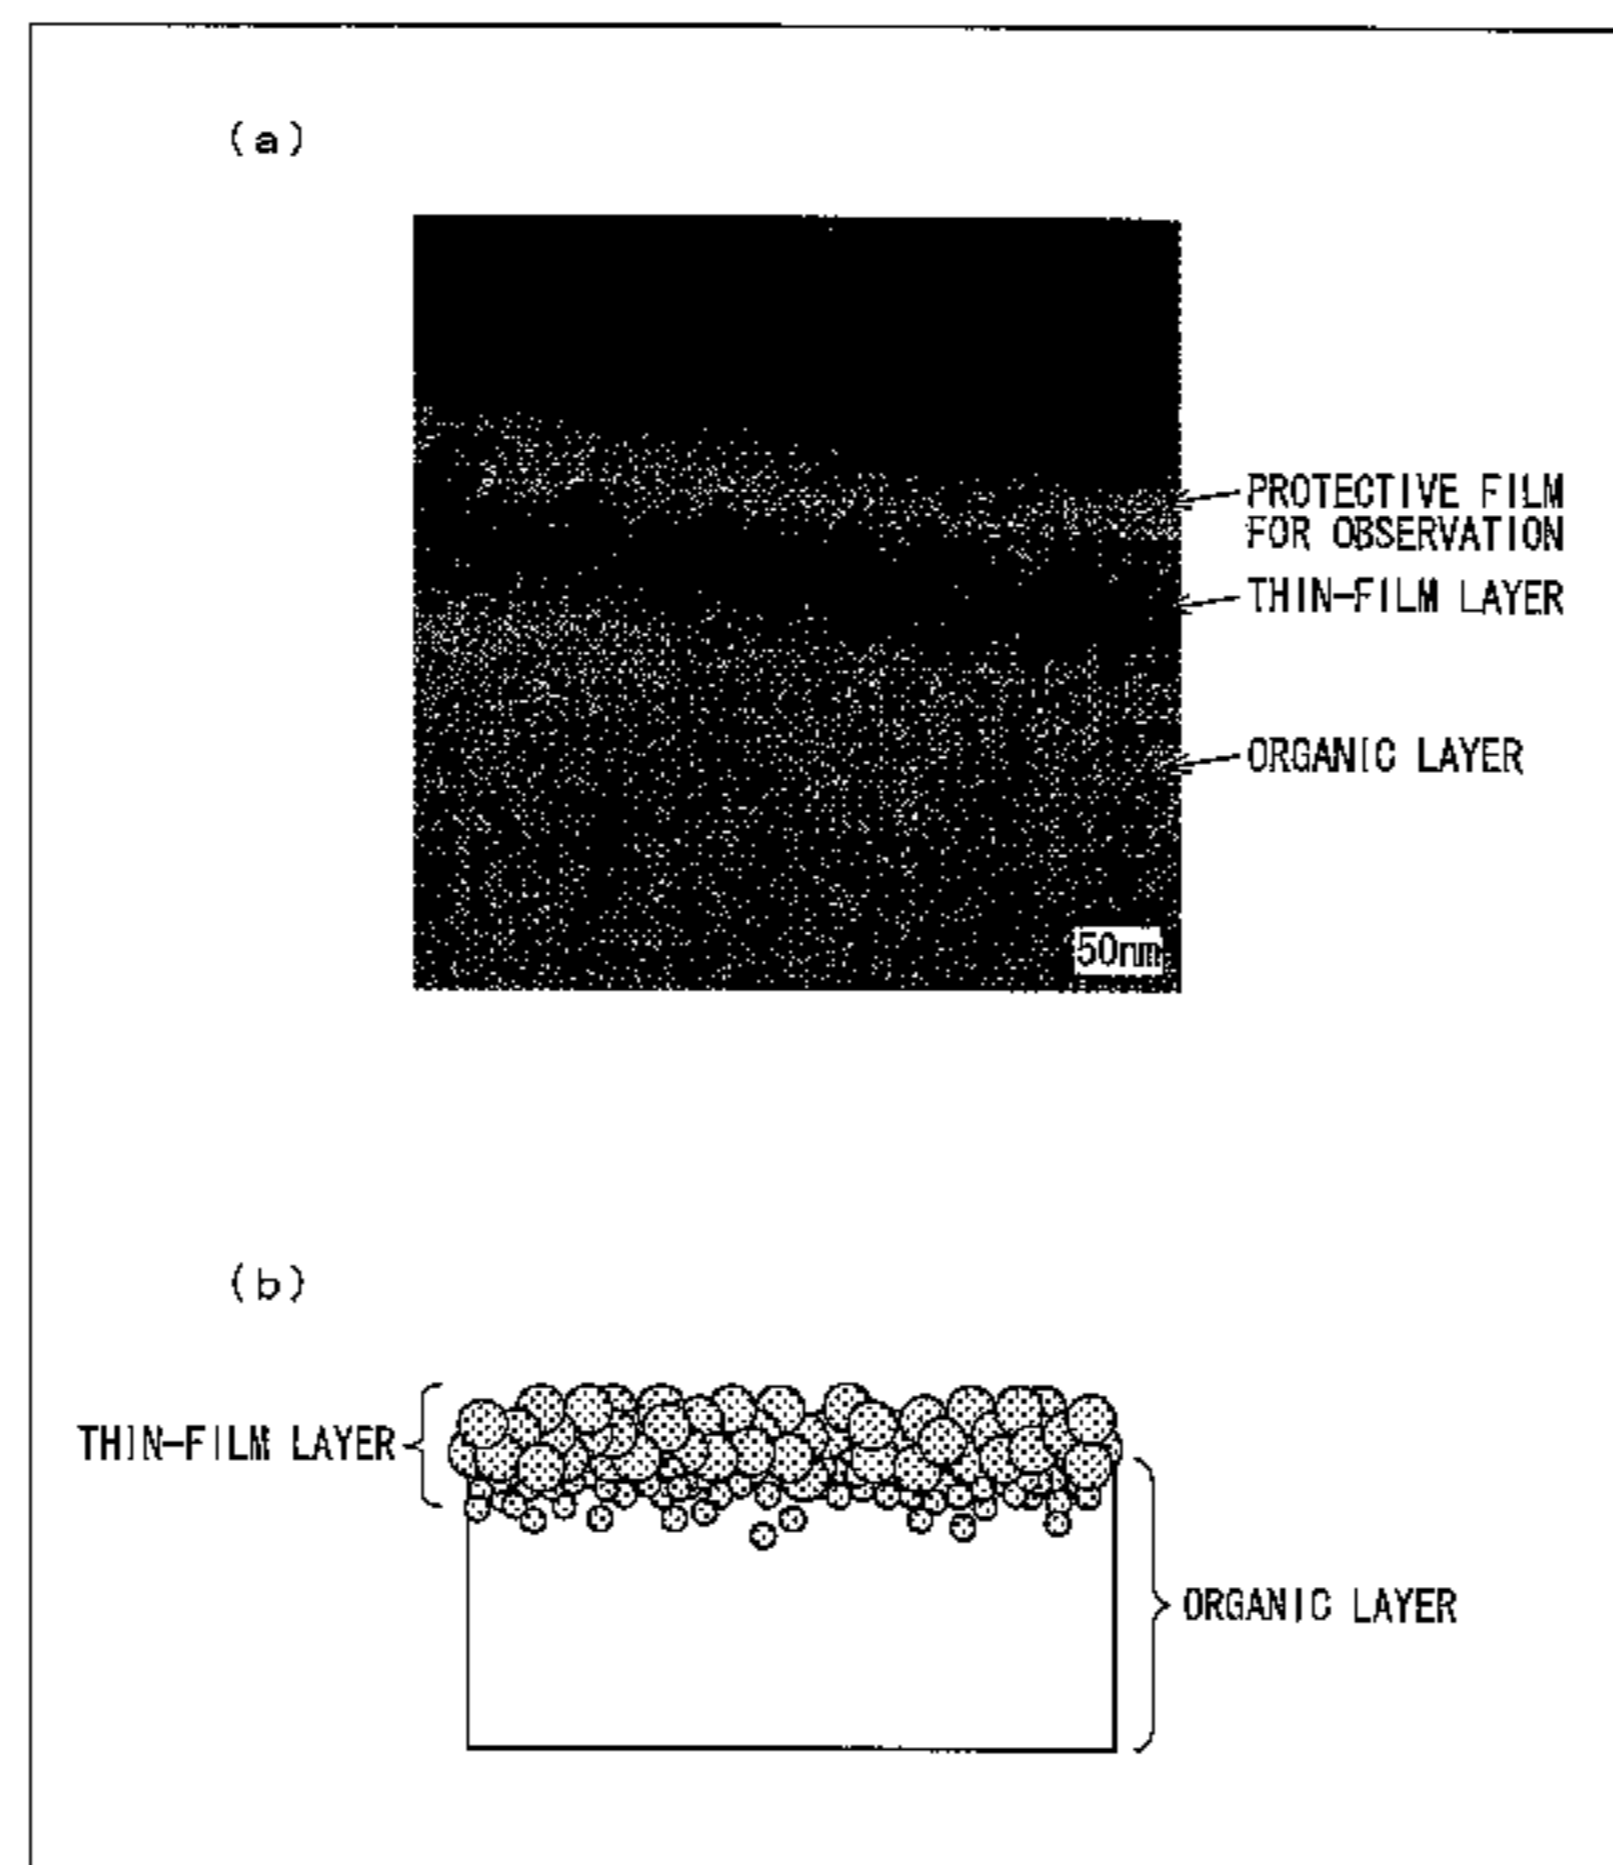 (a)
PROTECTIVE FILM
FOR OBSERVATION
THIN-FILM LAYER
ORGANIC LAYER
50nm
(b)
THIN-FILM LAYER
ORGANIC LAYER